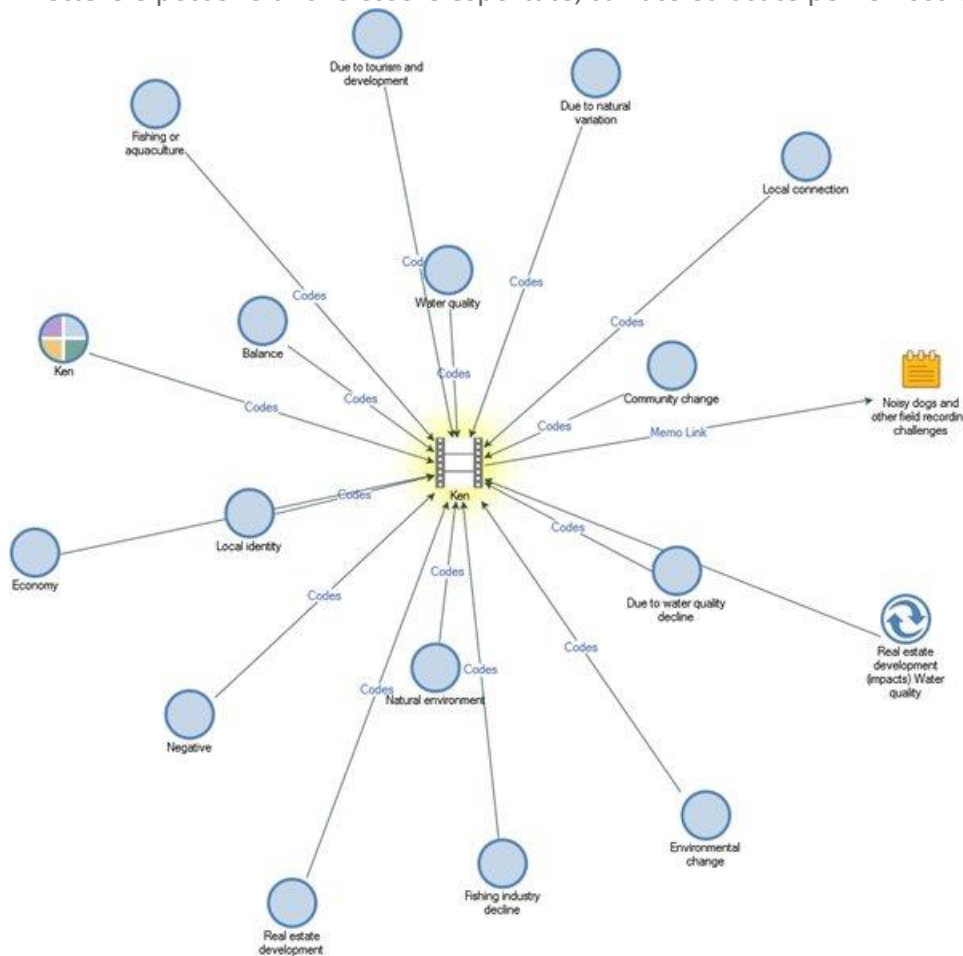 Due to tourism and
development
Due to natural
variation
Fishing or
aquaculture
Local connection
Codes
Water quality
Codes
Codes
Codes
Balance
Ken
Codes
Codes
Community change
Codes
Codes
Codes
Memo Link
Noisy dogs and
other field recordin
challenges
Ken
Codes
Local identity
Economy
Codes
Codes
Codes
Due to water quality
decline
Real estate
development
(impacts) Water
quality
Codes
Codes
Codes
Natural environment
Negative
Environmental
change
Fishing industry
decline
Real estate
development